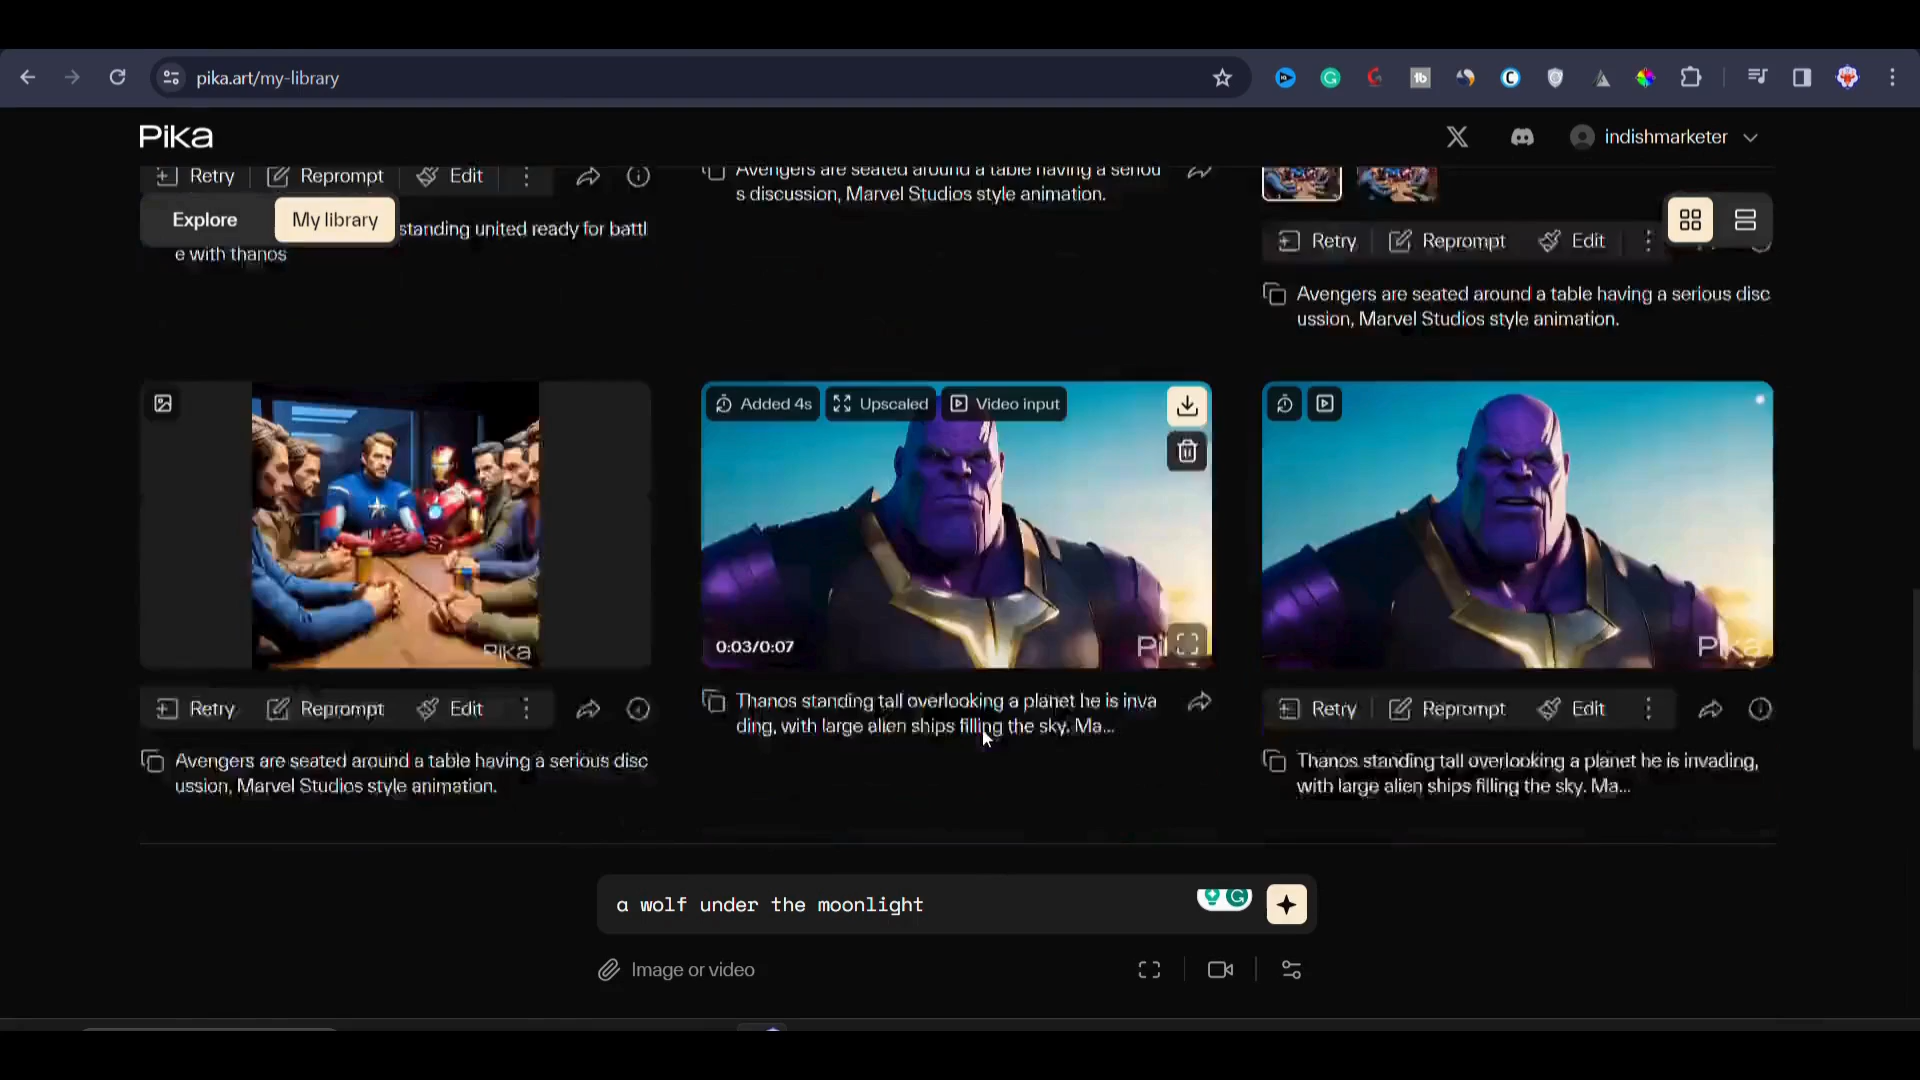 pika.art/my-library
Pika
indishmarketer
Retry
Reprompt
Edit
Avengers are seated around a table having a seriou
s discussion, Marvel Studios style animation.
Explore
My library
standing united ready for battl
e with thanos
Retry
Reprompt
Edit
Avengers are seated around a table having a serious disc
ussion, Marvel Studios style animation.
Added 4s
Upscaled
Video input
0:03/0:07
Pika
Pi
Pika
Retry
Reprompt
Edit
Avengers are seated around a table having a serious disc
ussion, Marvel Studios style animation.
Thanos standing tall overlooking a planet he is inva
ding, with large alien ships filling the sky. Ma...
Retry
Reprompt
Edit
Thanos standing tall overlooking a planet he is invading,
with large alien ships filling the sky. Ma...
a wolf under the moonlight
Image or video